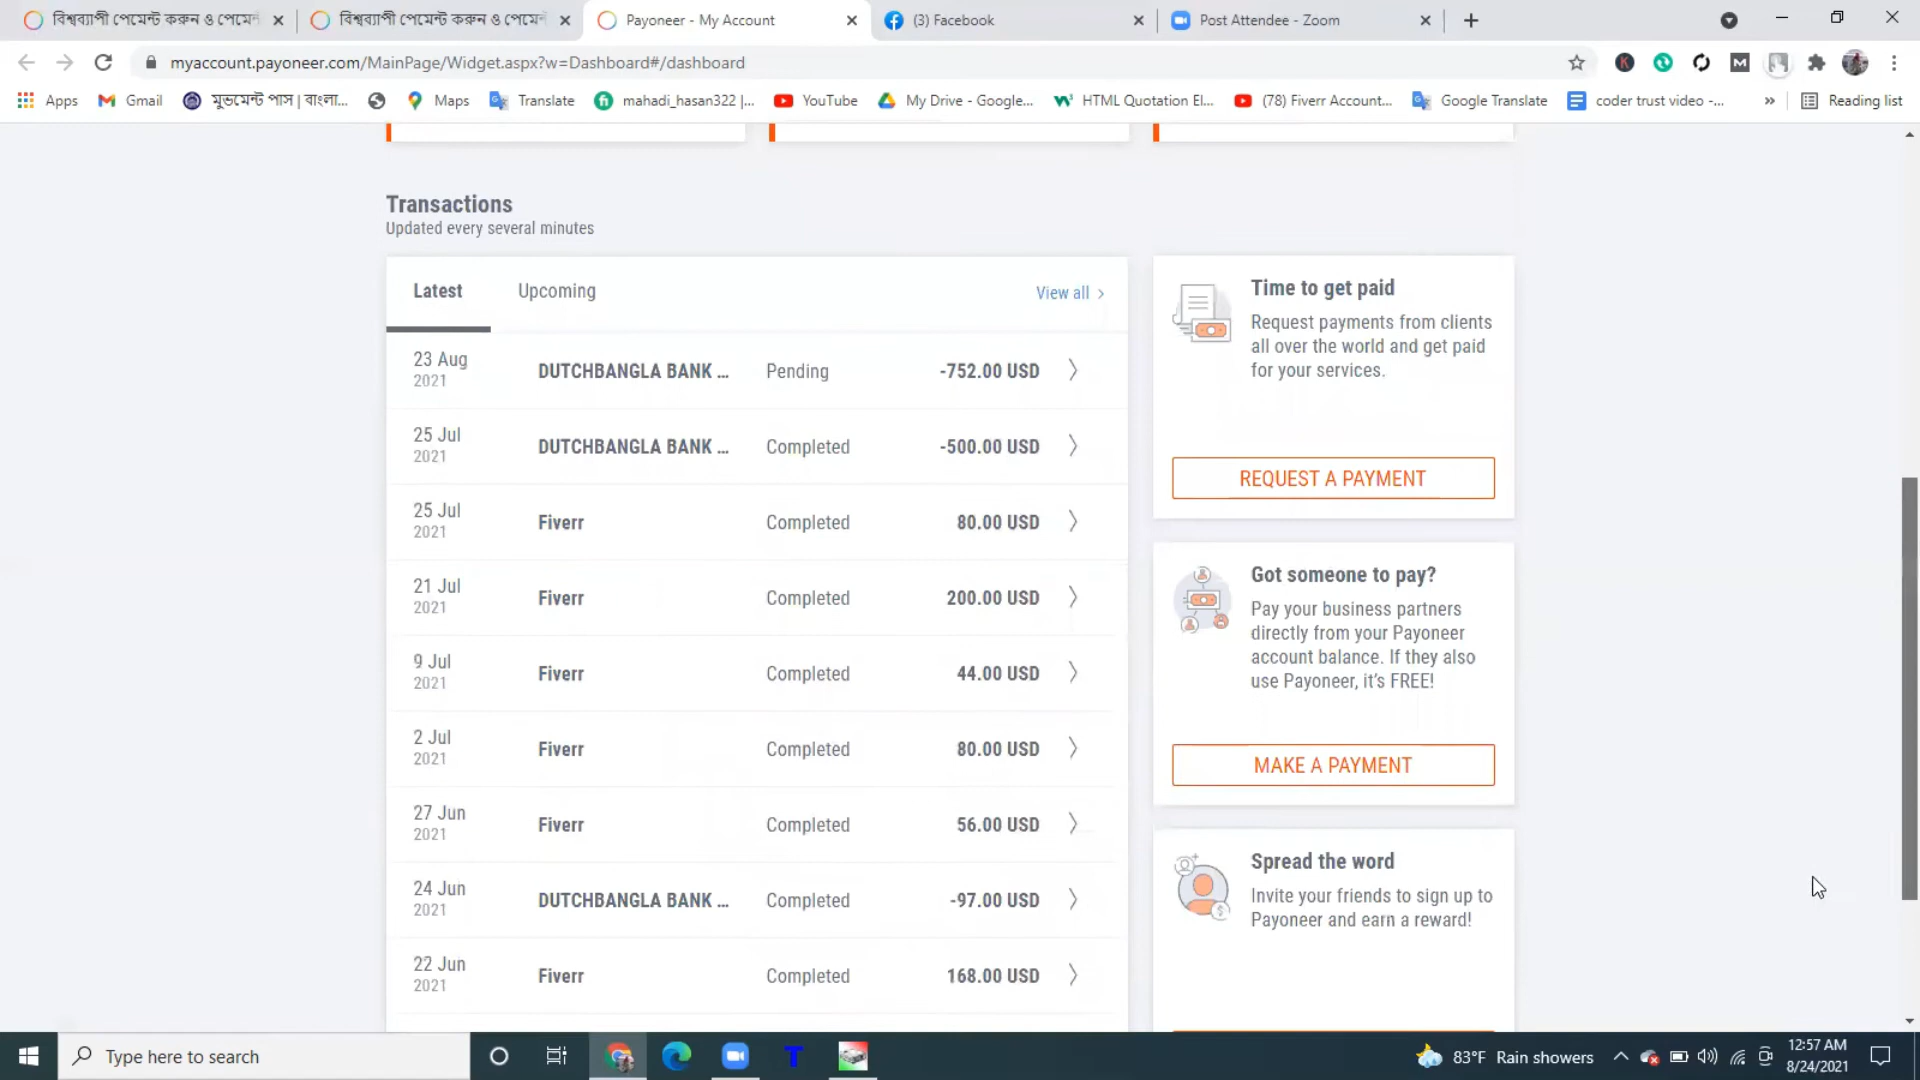 বিশ্বব্যাপী পেমেন্ট করুন ও পেমে
বিশ্বব্যাপী পেমেন্ট করুন ও পেমে
Payoneer - My Account
(3) Facebook
Post Attendee - Zoom
myaccount.payoneer.com/MainPage/Widget.aspx?w=Dashboard#/dashboard
Apps
Gmail
মুভমেন্ট পাস | বাংলা...
Maps
Translate
mahadi_hasan322 |...
YouTube
My Drive - Google...
HTML Quotation El...
(78) Fiverr Account...
Google Translate
coder trust video -...
Reading list
Transactions
Updated every several minutes
Latest
Upcoming
View all
23 Aug
2021
DUTCHBANGLA BANK ...
Pending
-752.00 USD
25 Jul
2021
DUTCHBANGLA BANK ...
Completed
-500.00 USD
25 Jul
2021
Fiverr
Completed
80.00 USD
21 Jul
2021
Fiverr
Completed
200.00 USD
9 Jul
2021
Fiverr
Completed
44.00 USD
2 Jul
2021
Fiverr
Completed
80.00 USD
27 Jun
2021
Fiverr
Completed
56.00 USD
24 Jun
2021
DUTCHBANGLA BANK ...
Completed
-97.00 USD
22 Jun
2021
Fiverr
Completed
168.00 USD
Time to get paid
Request payments from clients
all over the world and get paid
for your services.
REQUEST A PAYMENT
Got someone to pay?
Pay your business partners
directly from your Payoneer
account balance. If they also
use Payoneer, it's FREE!
MAKE A PAYMENT
Spread the word
Invite your friends to sign up to
Payoneer and earn a reward!
Type here to search
83°F Rain showers
12:57 AM
8/24/2021